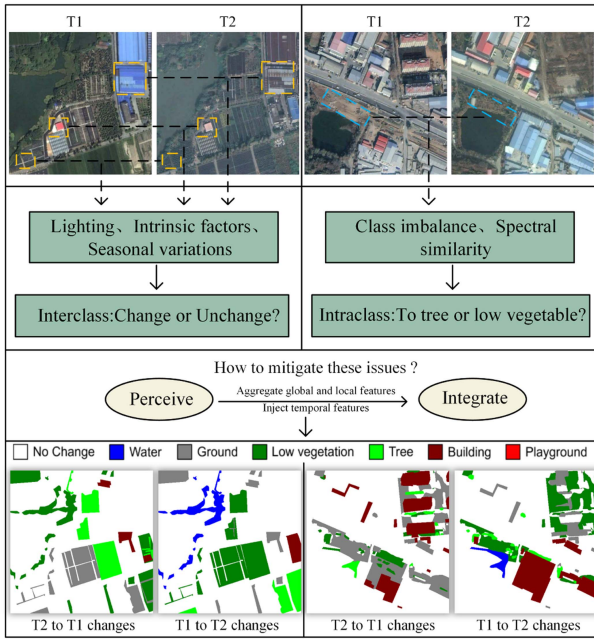 T1 T2 T1 T2
Lighting、Intrinsic factors、
Seasonal variations
Class imbalance、Spectral
similarity
Interclass:Change or Unchange?
Intraclass:To tree or low vegetable?
How to mitigate these issues ?
Perceive
Aggregate global and local features
Inject temporal features
Integrate
No Change Water Ground Low vegetation Tree Building Playground
T2 to T1 changes T1 to T2 changes T2 to T1 changes T1 to T2 changes